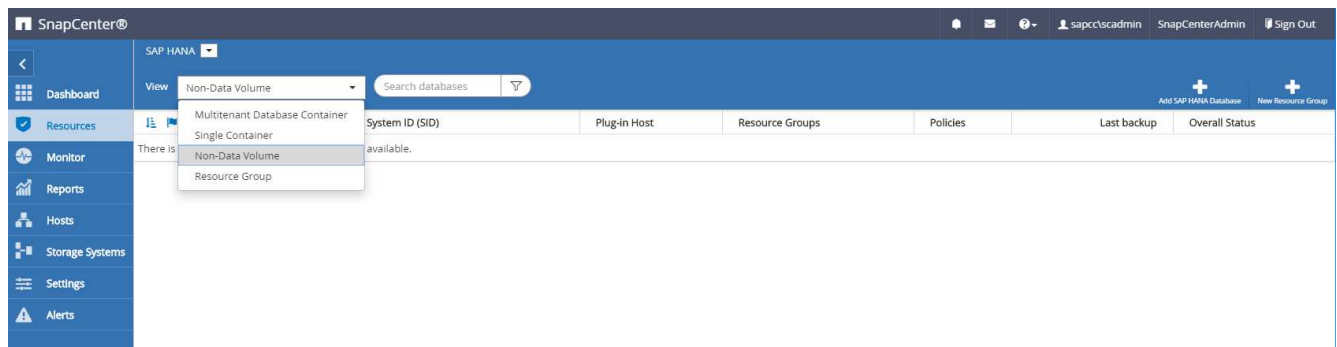 SnapCenter®
sapcc\scadmin SnapCenterAdmin Sign Out
SAP HANA
View Non-Data Volume Search databases
Add SAP HANA Database New Resource Group
Multitenant Database Container
Single Container
Non-Data Volume
Resource Group
System ID (SID) Plug-in Host Resource Groups Policies Last backup Overall Status
There is available.
Dashboard
Resources
Monitor
Reports
Hosts
Storage Systems
Settings
Alerts